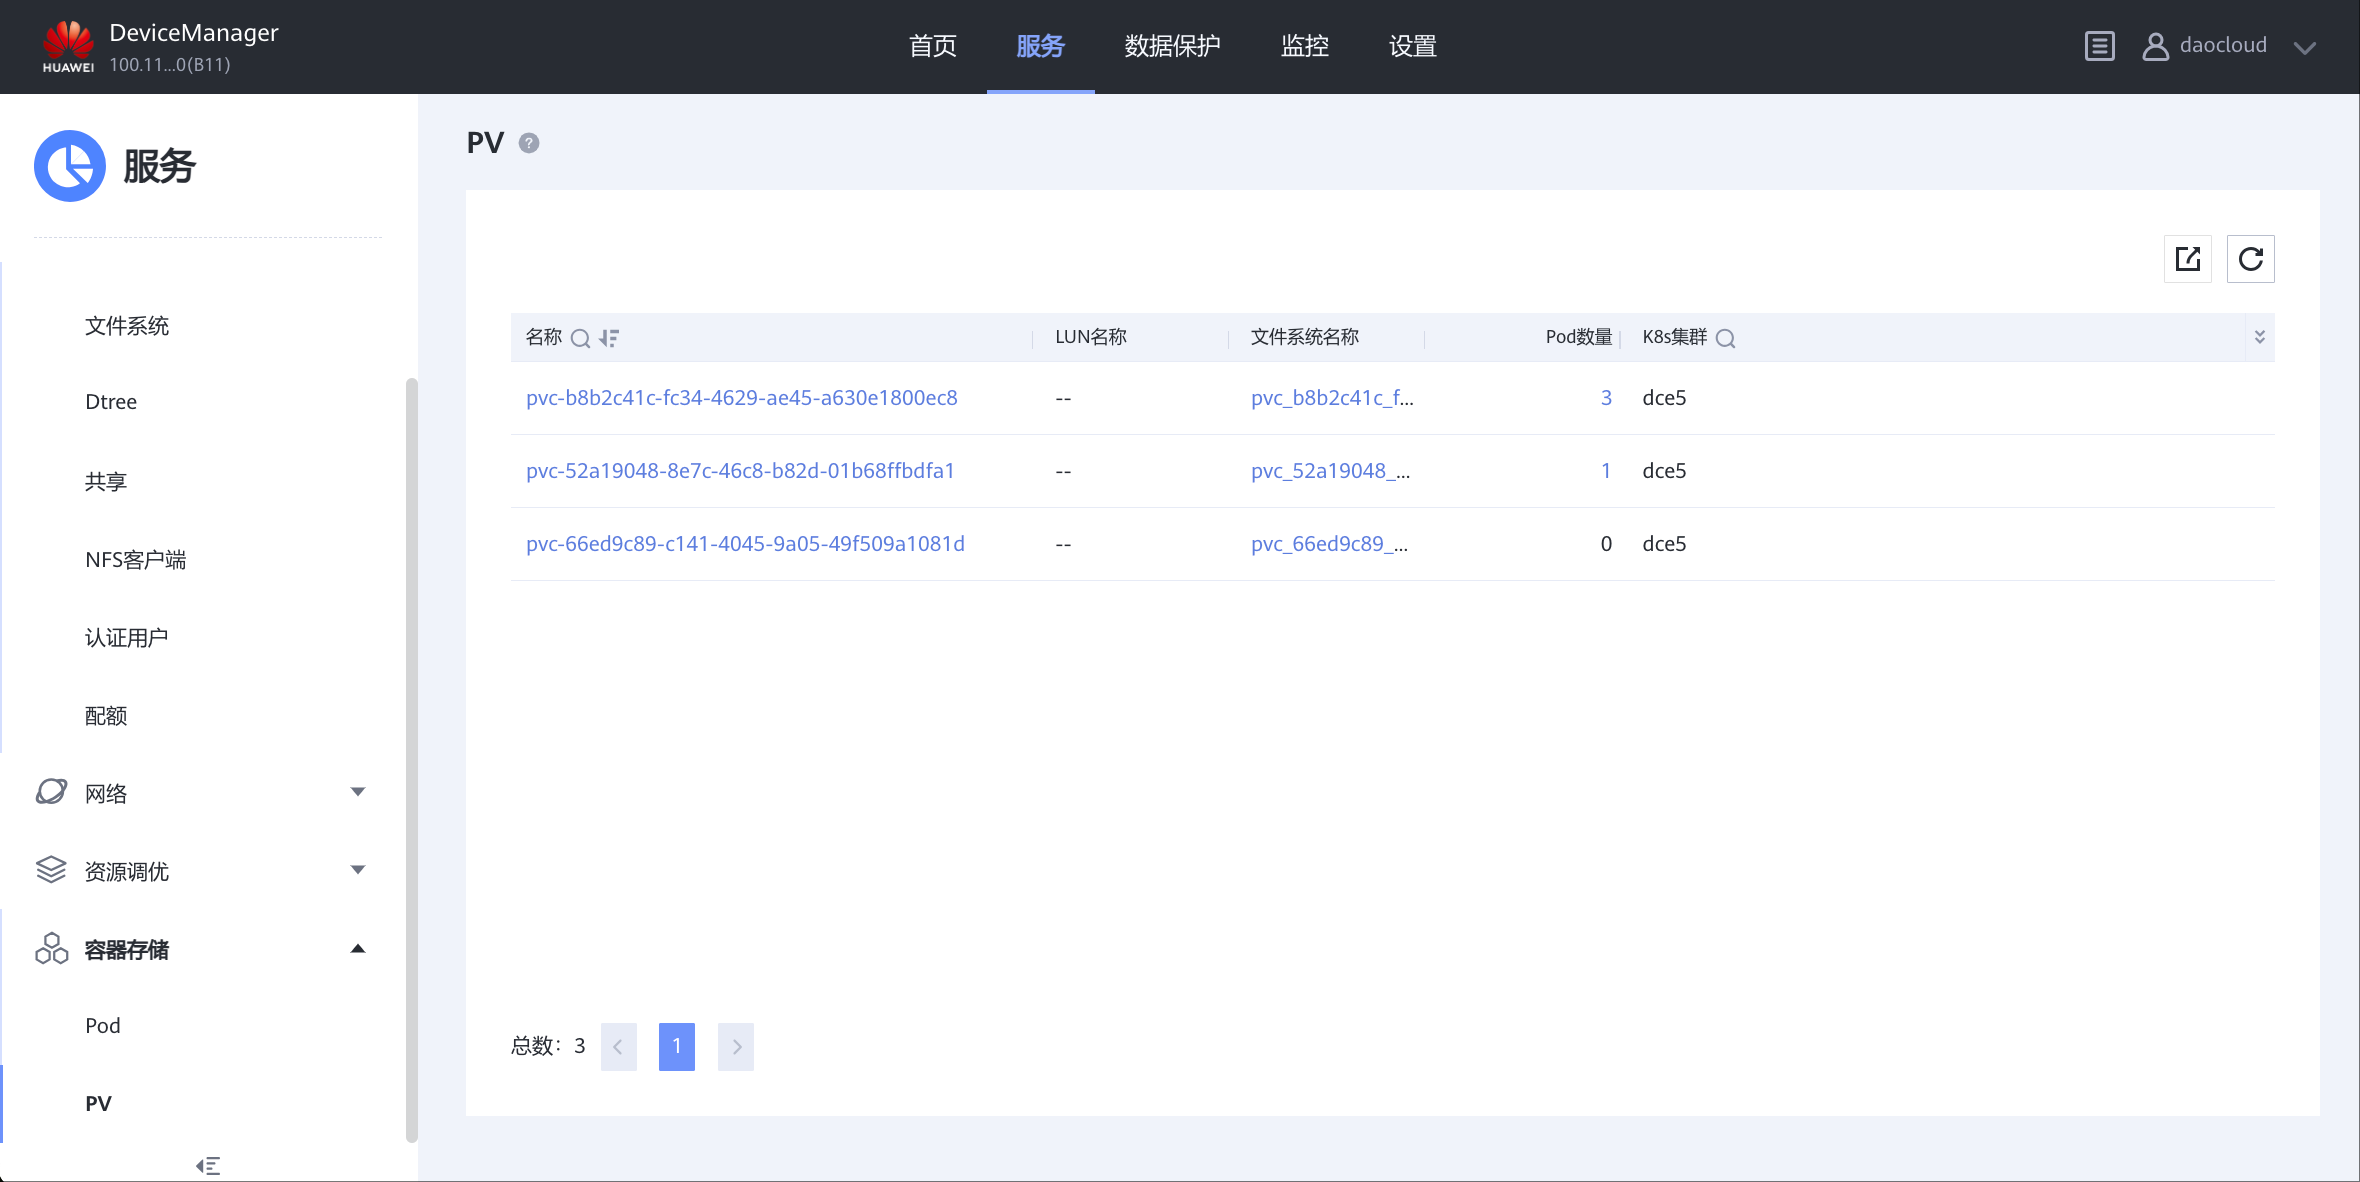 HUAWEI
DeviceManager
100.11...0(B11)
首页 服务 数据保护 监控 设置
daocloud
服务
文件系统
Dtree
共享
NFS客户端
认证用户
配额
网络
资源调优
容器存储
Pod
PV
PV ?
名称 LUN名称 文件系统名称 Pod数量 K8s集群
pvc-b8b2c41c-fc34-4629-ae45-a630e1800ec8 -- pvc_b8b2c41c_f... 3 dce5
pvc-52a19048-8e7c-46c8-b82d-01b68ffbdfa1 -- pvc_52a19048_... 1 dce5
pvc-66ed9c89-c141-4045-9a05-49f509a1081d -- pvc_66ed9c89_... 0 dce5
总数：3 1